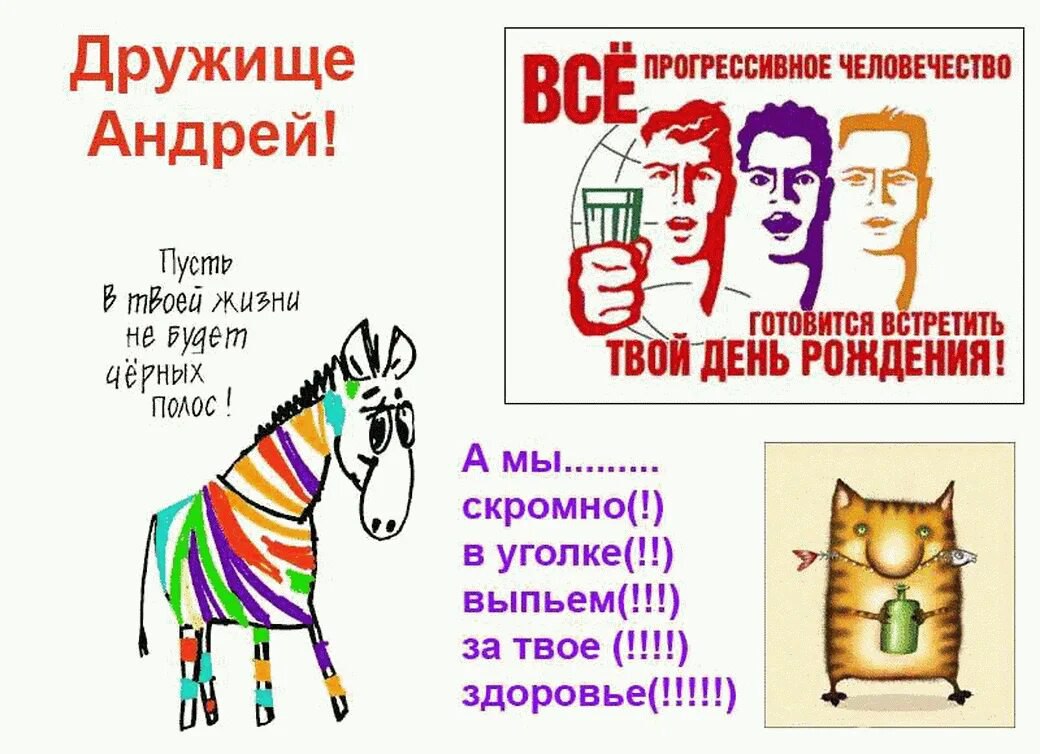 Дружище
Андрей!
Пусть
в твоей жизни
не будет
чёрных
полос!
ВСЁ ПРОГРЕССИВНОЕ ЧЕЛОВЕЧЕСТВО
ГОТОВИТСЯ ВСТРЕТИТЬ
ТВОЙ ДЕНЬ РОЖДЕНИЯ!
А мы.........
скромно(!)
в уголке(!!)
выпьем(!!!)
за твое (!!!!)
здоровье(!!!!!)